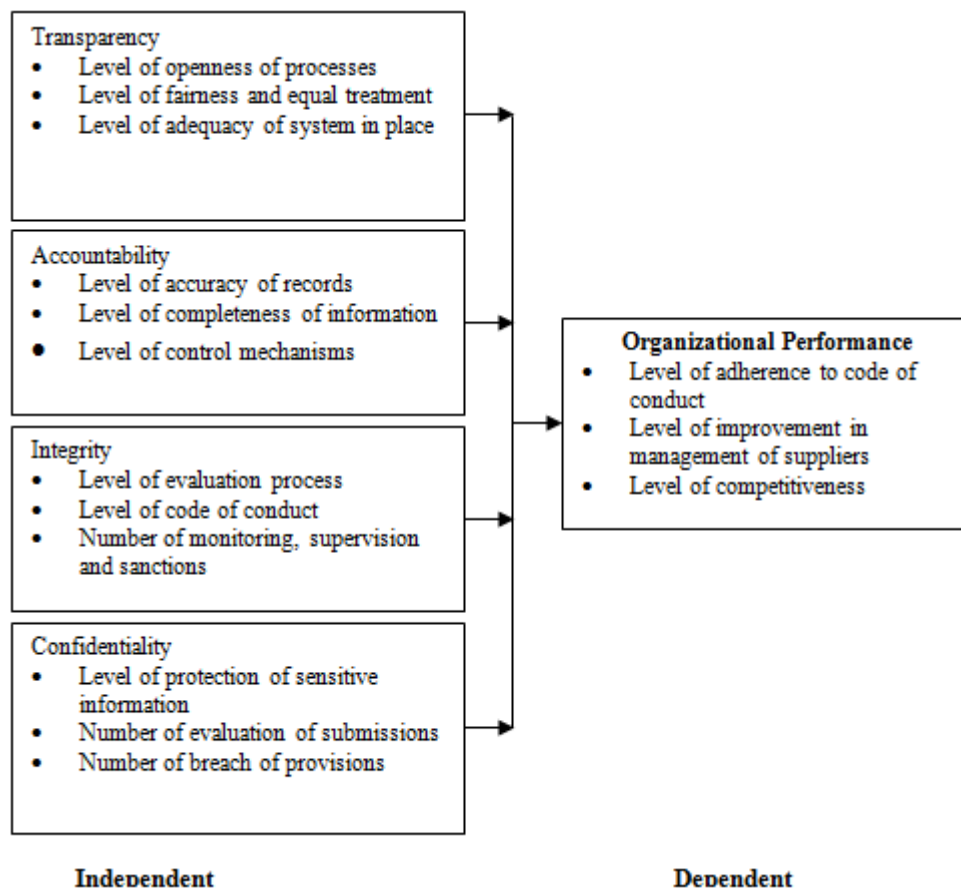 Transparency
• Level of openness of processes
• Level of fairness and equal treatment
• Level of adequacy of system in place
Accountability
• Level of accuracy of records
• Level of completeness of information
• Level of control mechanisms
Integrity
• Level of evaluation process
• Level of code of conduct
• Number of monitoring, supervision
and sanctions
Confidentiality
• Level of protection of sensitive
information
• Number of evaluation of submissions
• Number of breach of provisions
Organizational Performance
• Level of adherence to code of
conduct
• Level of improvement in
management of suppliers
• Level of competitiveness
Independent
Dependent